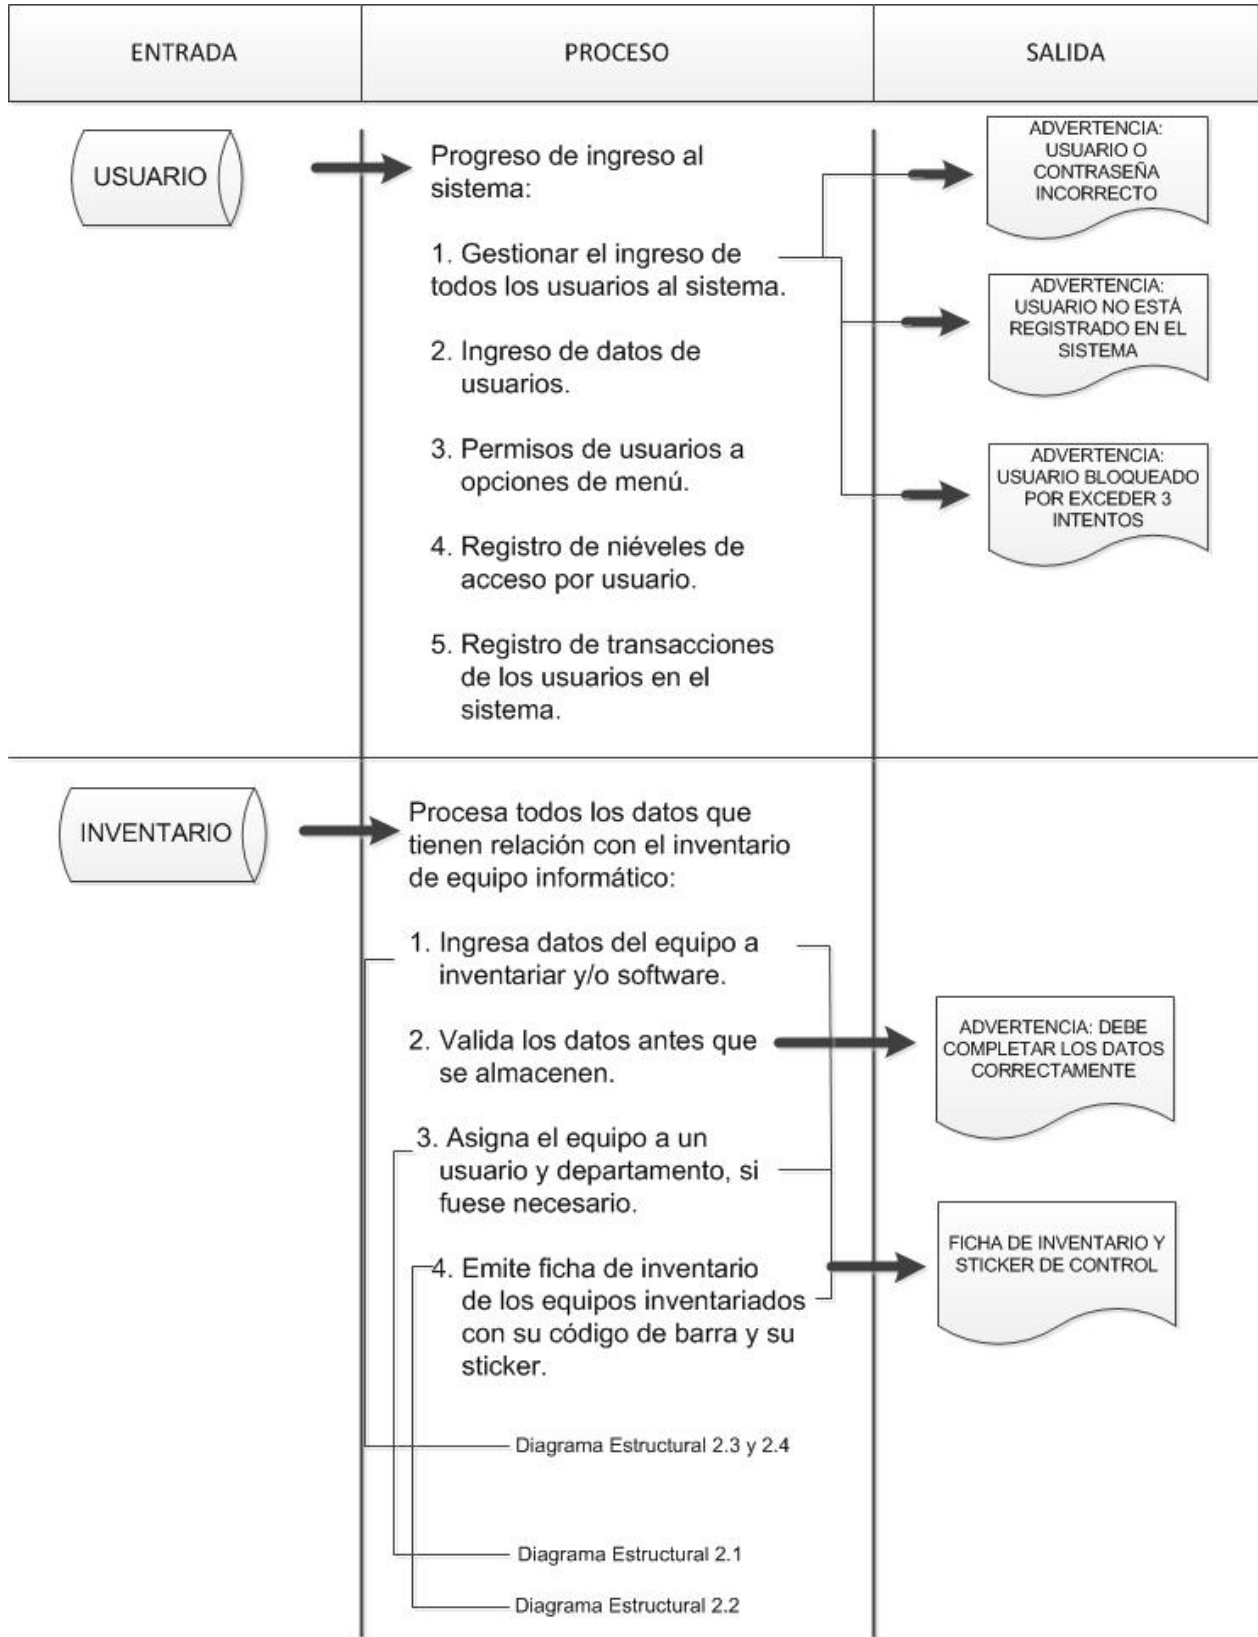 ENTRADA
PROCESO
SALIDA
USUARIO
Progreso de ingreso al
sistema:
1. Gestionar el ingreso de
todos los usuarios al sistema.
2. Ingreso de datos de
usuarios.
3. Permisos de usuarios a
opciones de menú.
4. Registro de niéveles de
acceso por usuario.
5. Registro de transacciones
de los usuarios en el
sistema.
ADVERTENCIA:
USUARIO O
CONTRASEÑA
INCORRECTO
ADVERTENCIA:
USUARIO NO ESTÁ
REGISTRADO EN EL
SISTEMA
ADVERTENCIA:
USUARIO BLOQUEADO
POR EXCEDER 3
INTENTOS
INVENTARIO
Procesa todos los datos que
tienen relación con el inventario
de equipo informático:
1. Ingresa datos del equipo a
inventariar y/o software.
2. Valida los datos antes que
se almacenen.
3. Asigna el equipo a un
usuario y departamento, si
fuese necesario.
4. Emite ficha de inventario
de los equipos inventariados
con su código de barra y su
sticker.
Diagrama Estructural 2.3 y 2.4
Diagrama Estructural 2.1
Diagrama Estructural 2.2
ADVERTENCIA: DEBE
COMPLETAR LOS DATOS
CORRECTAMENTE
FICHA DE INVENTARIO Y
STICKER DE CONTROL